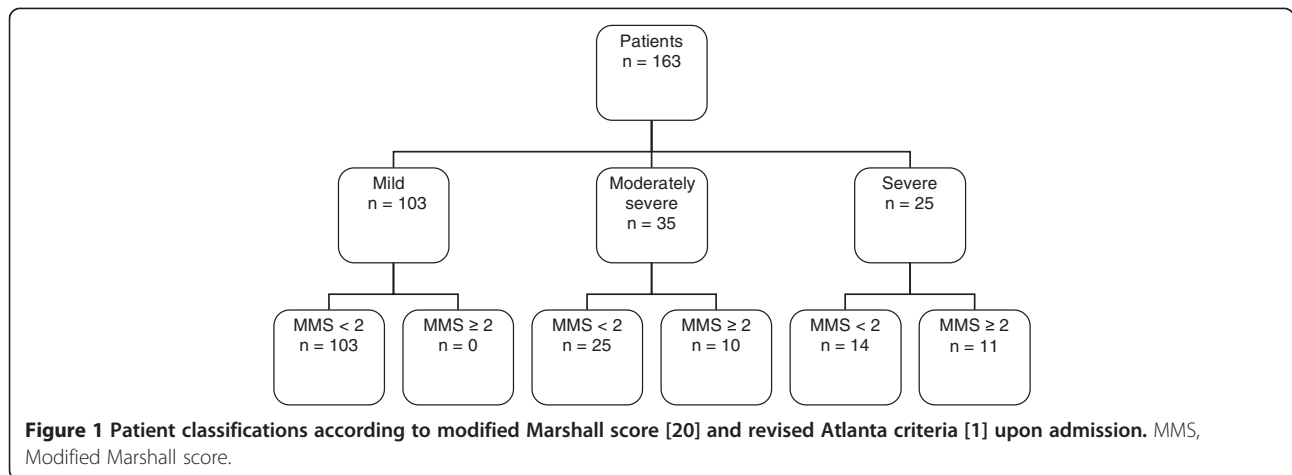 Patients
n = 163
Mild
n = 103
Moderately
severe
n = 35
Severe
n = 25
MMS < 2
n = 103
MMS ≥ 2
n = 0
MMS < 2
n = 25
MMS ≥ 2
n = 10
MMS < 2
n = 14
MMS ≥ 2
n = 11
Figure 1 Patient classifications according to modified Marshall score [20] and revised Atlanta criteria [1] upon admission. MMS,
Modified Marshall score.